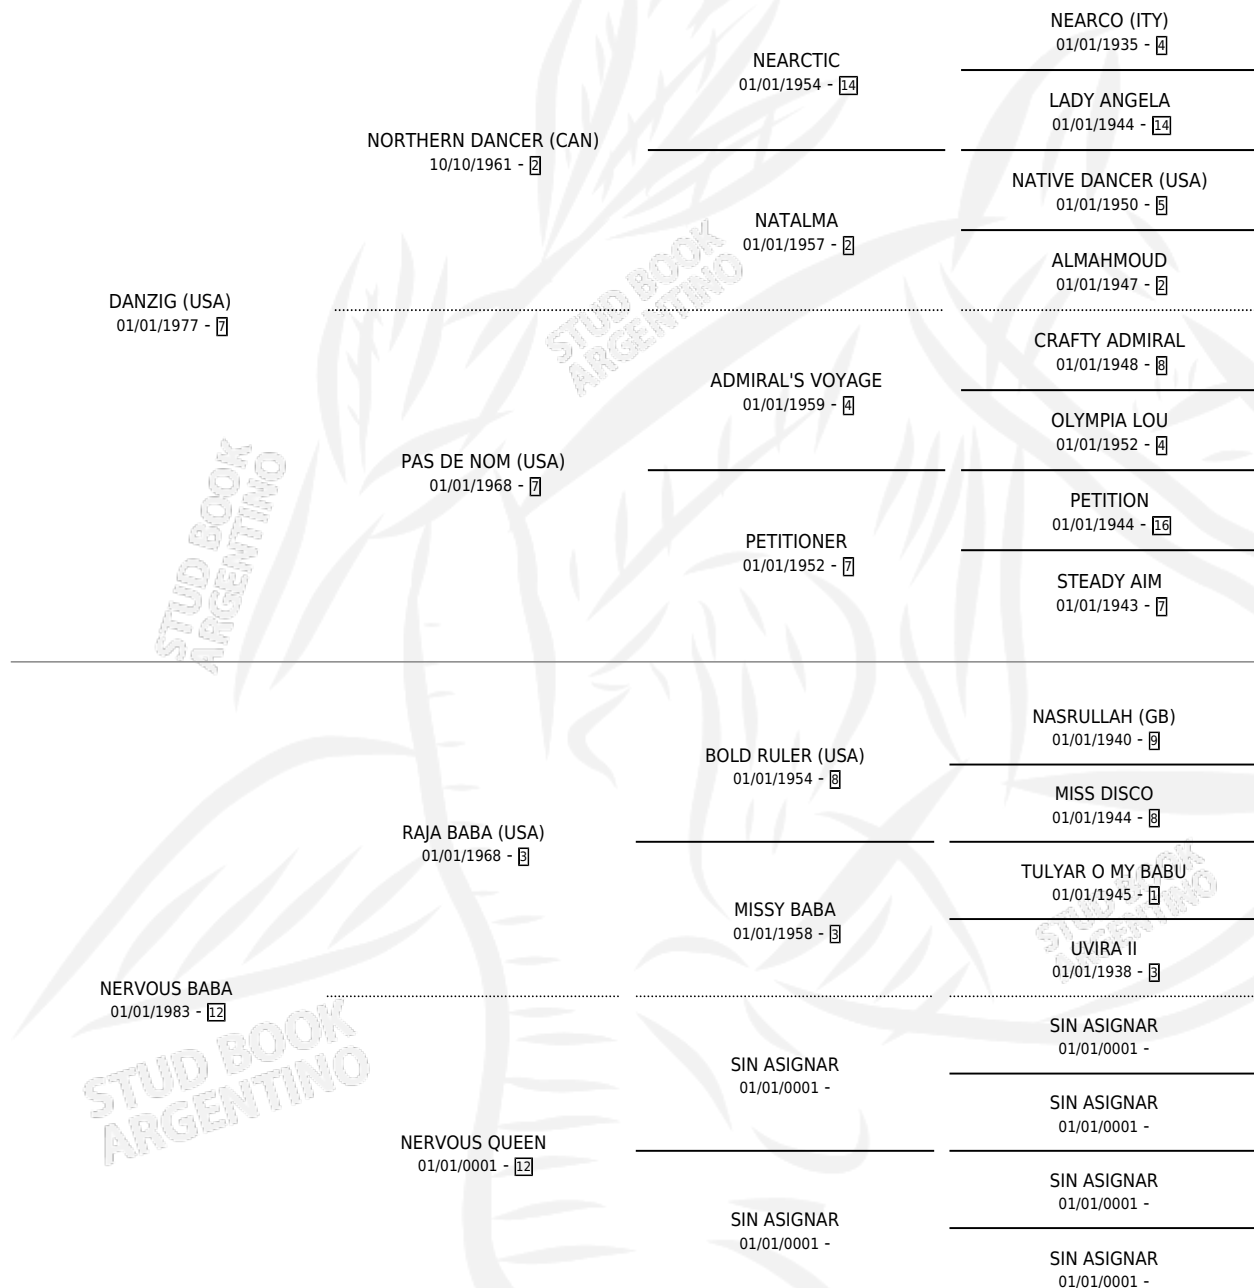 NEARCO (ITY)
01/01/1935 - 4
NEARCTIC
01/01/1954 - 14
LADY ANGELA
01/01/1944 - 14
NORTHERN DANCER (CAN)
10/10/1961 - 2
NATIVE DANCER (USA)
01/01/1950 - 5
NATALMA
01/01/1957 - 2
ALMAHMOUD
01/01/1947 - 2
DANZIG (USA)
01/01/1977 - 7
CRAFTY ADMIRAL
01/01/1948 - 8
ADMIRAL'S VOYAGE
01/01/1959 - 4
OLYMPIA LOU
01/01/1952 - 4
PAS DE NOM (USA)
01/01/1968 - 7
PETITION
01/01/1944 - 16
PETITIONER
01/01/1952 - 7
STEADY AIM
01/01/1943 - 7
NASRULLAH (GB)
01/01/1940 - 9
BOLD RULER (USA)
01/01/1954 - 8
MISS DISCO
01/01/1944 - 8
RAJA BABA (USA)
01/01/1968 - 3
TULYAR O MY BABU
01/01/1945 - 1
MISSY BABA
01/01/1958 - 3
UVIRA II
01/01/1938 - 3
NERVOUS BABA
01/01/1983 - 12
SIN ASIGNAR
01/01/0001 -
SIN ASIGNAR
01/01/0001 -
SIN ASIGNAR
01/01/0001 -
NERVOUS QUEEN
01/01/0001 - 12
SIN ASIGNAR
01/01/0001 -
SIN ASIGNAR
01/01/0001 -
SIN ASIGNAR
01/01/0001 -
STUD BOOK
ARGENTINO
STUD BOOK
ARGENTINO
STUD BOOK
ARGENTINO
STUD BOOK
ARGENTINO